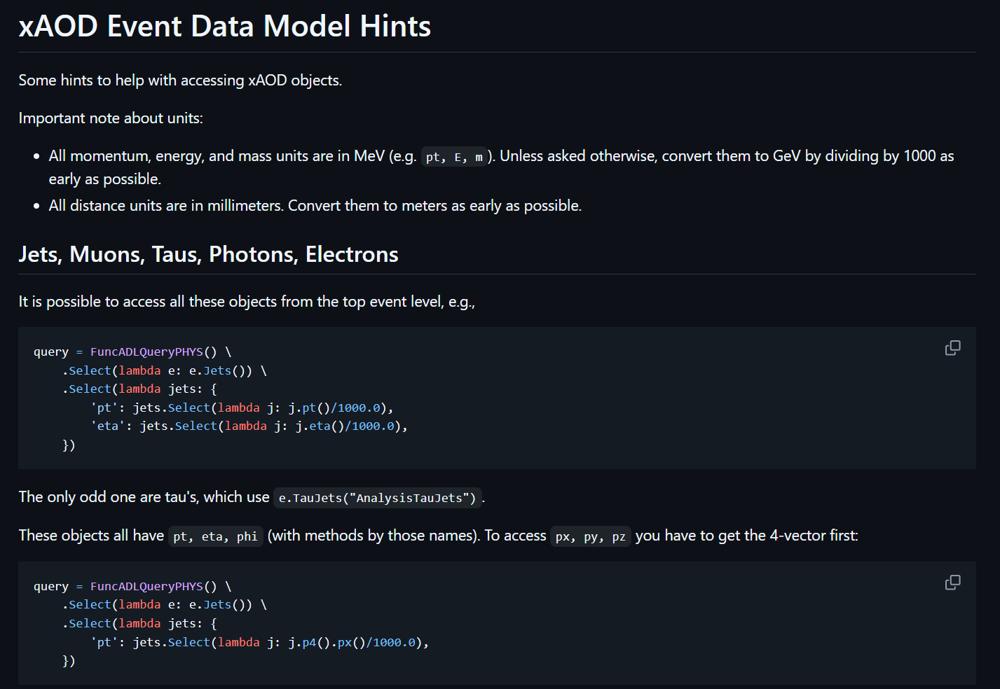 xAOD Event Data Model Hints
Some hints to help with accessing xAOD objects.
Important note about units:
• All momentum, energy, and mass units are in MeV (e.g. pt, E, m). Unless asked otherwise, convert them to GeV by dividing by 1000 as
early as possible.
• All distance units are in millimeters. Convert them to meters as early as possible.
Jets, Muons, Taus, Photons, Electrons
It is possible to access all these objects from the top event level, e.g.,
query = FuncADLQueryPHYS() \
    .Select(lambda e: e.Jets()) \
    .Select(lambda jets: {
        'pt': jets.Select(lambda j: j.pt()/1000.0),
        'eta': jets.Select(lambda j: j.eta()/1000.0),
    })
The only odd one are tau's, which use e.TauJets("AnalysisTauJets").
These objects all have pt, eta, phi (with methods by those names). To access px, py, pz you have to get the 4-vector first:
query = FuncADLQueryPHYS() \
    .Select(lambda e: e.Jets()) \
    .Select(lambda jets: {
        'pt': jets.Select(lambda j: j.p4().px()/1000.0),
    })